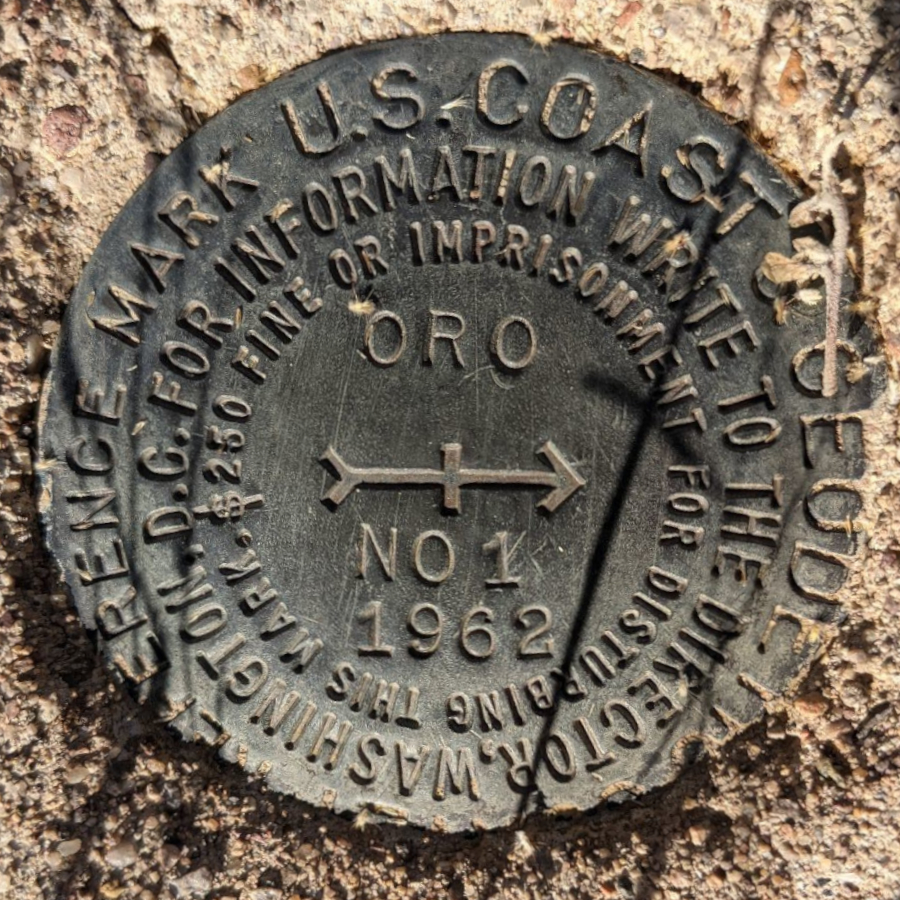 U.S. COAST GEODET
ERENCE MARK
FOR INFORMATION WRITE TO THE DIRECTOR, WASHINGTON, D.C.
$250 FINE OR IMPRISONMENT FOR DISTURBING THIS MARK.
ORO
NO 1
1962